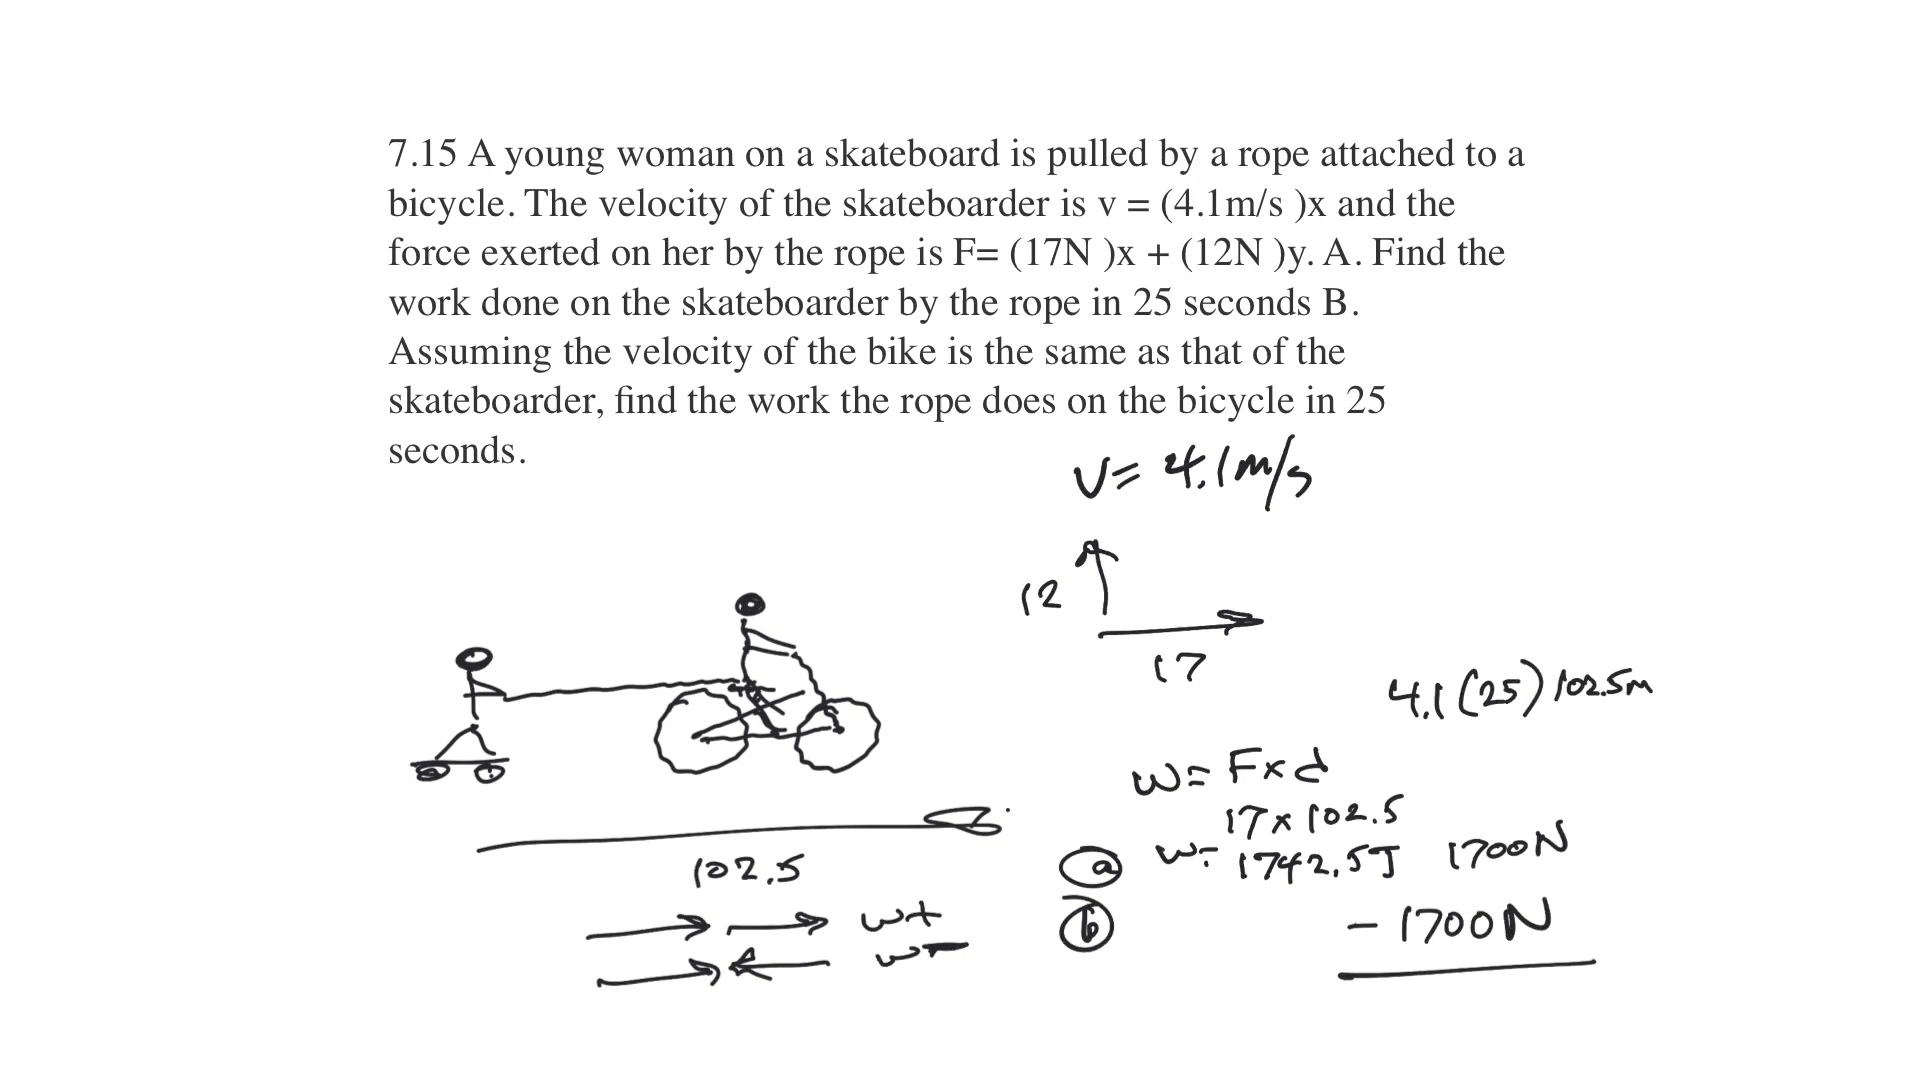 7.15 A young woman on a skateboard is pulled by a rope attached to a
bicycle. The velocity of the skateboarder is v = (4.1m/s )x and the
force exerted on her by the rope is F= (17N )x + (12N )y. A. Find the
work done on the skateboarder by the rope in 25 seconds B.
Assuming the velocity of the bike is the same as that of the
skateboarder, find the work the rope does on the bicycle in 25
seconds.
v= 4.1m/s
12
17
4.1(25) 102.5m
w= Fxd
17x102.5
a w= 1742.5J 1700N
b -1700N
102.5
w+
w-